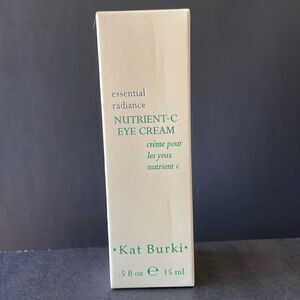 essential
radiance
NUTRIENT-C
EYE CREAM
crème pour
les yeux
nutrient c
•Kat Burki•
.5 fl oz ℮ 15 ml